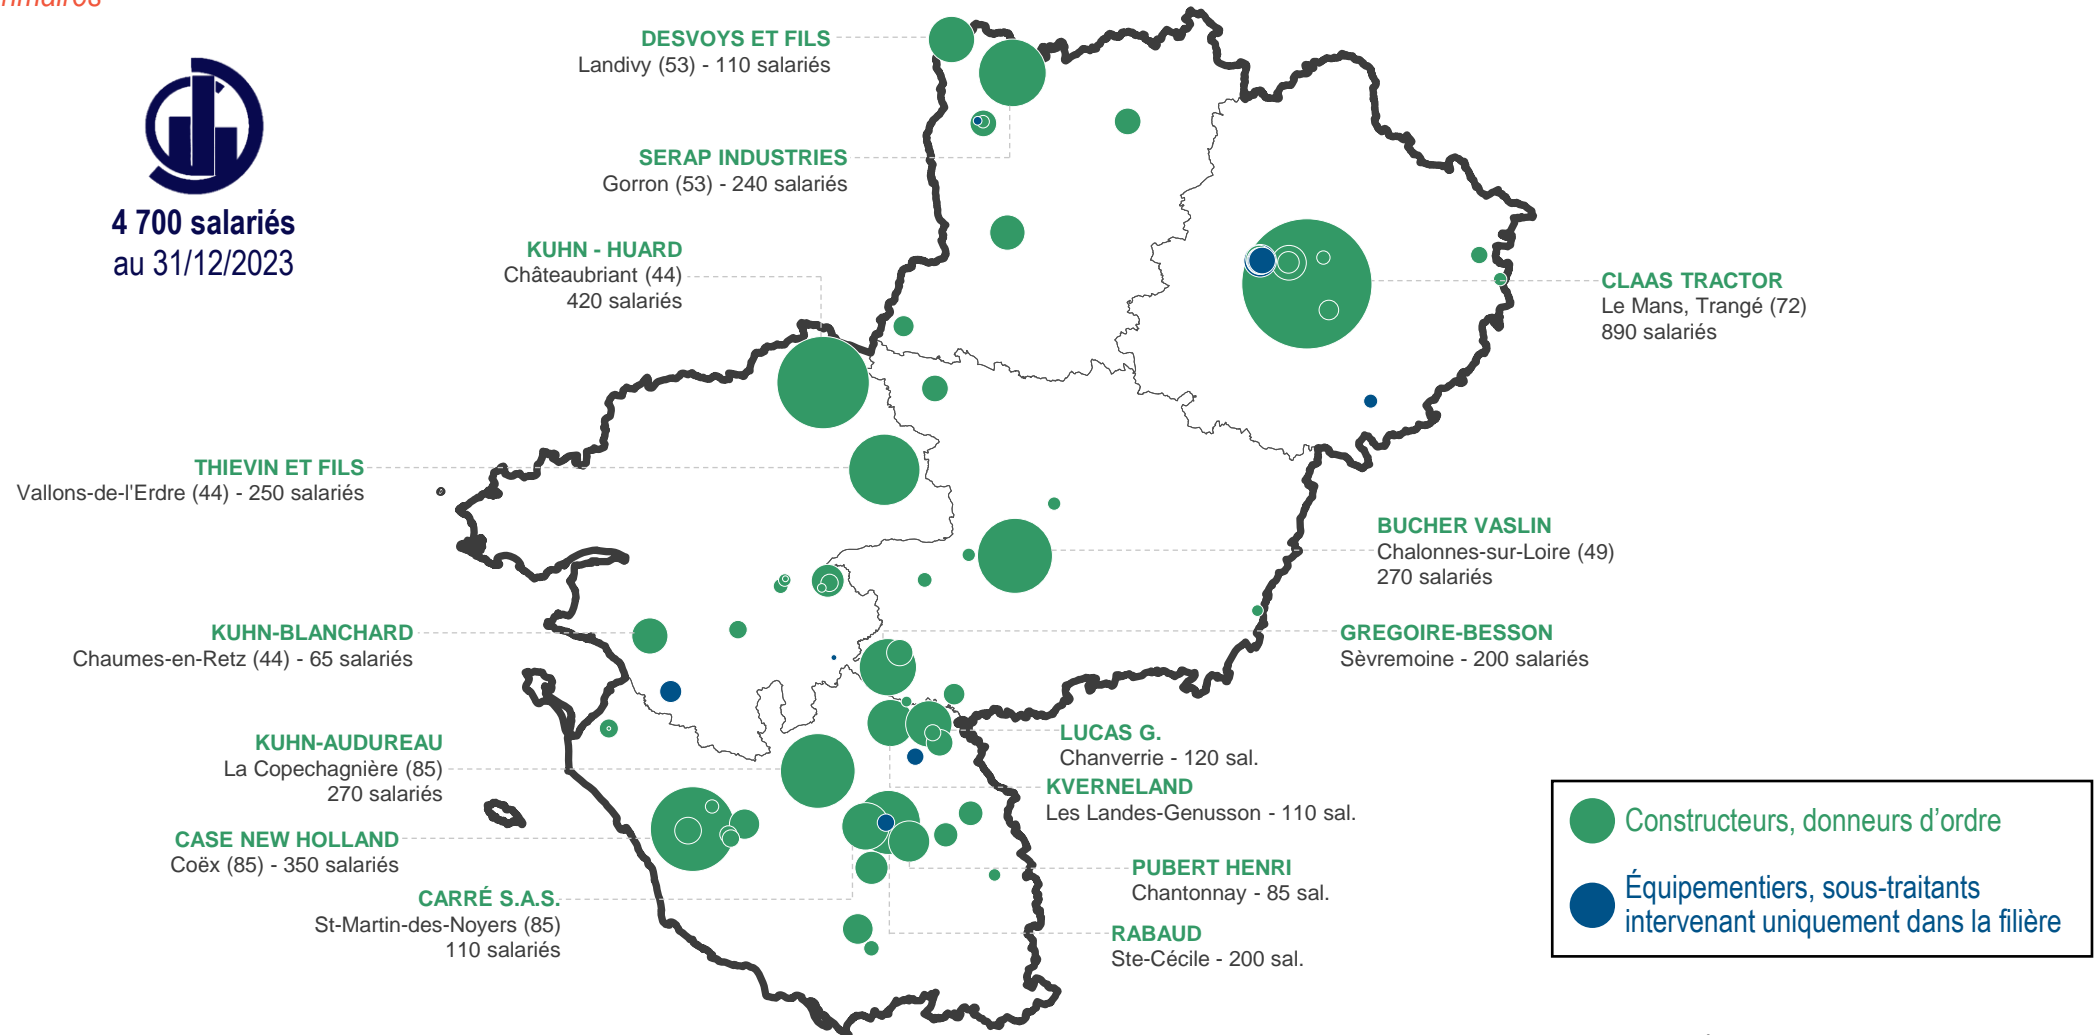 4 700 salariés
au 31/12/2023
DESVOYS ET FILS
Landivy (53) - 110 salariés
SERAP INDUSTRIES
Gorron (53) - 240 salariés
KUHN - HUARD
Châteaubriant (44)
420 salariés
CLAAS TRACTOR
Le Mans, Trangé (72)
890 salariés
THIEVIN ET FILS
Vallons-de-l'Erdre (44) - 250 salariés
BUCHER VASLIN
Chalonnes-sur-Loire (49)
270 salariés
KUHN-BLANCHARD
Chaumes-en-Retz (44) - 65 salariés
GREGOIRE-BESSON
Sèvremoine - 200 salariés
KUHN-AUDUREAU
La Copechagnière (85)
270 salariés
LUCAS G.
Chanverrie - 120 sal.
KVERNELAND
Les Landes-Genusson - 110 sal.
CASE NEW HOLLAND
Coëx (85) - 350 salariés
CARRÉ S.A.S.
St-Martin-des-Noyers (85)
110 salariés
PUBERT HENRI
Chantonnay - 85 sal.
RABAUD
Ste-Cécile - 200 sal.
Constructeurs, donneurs d'ordre
Équipementiers, sous-traitants
intervenant uniquement dans la filière